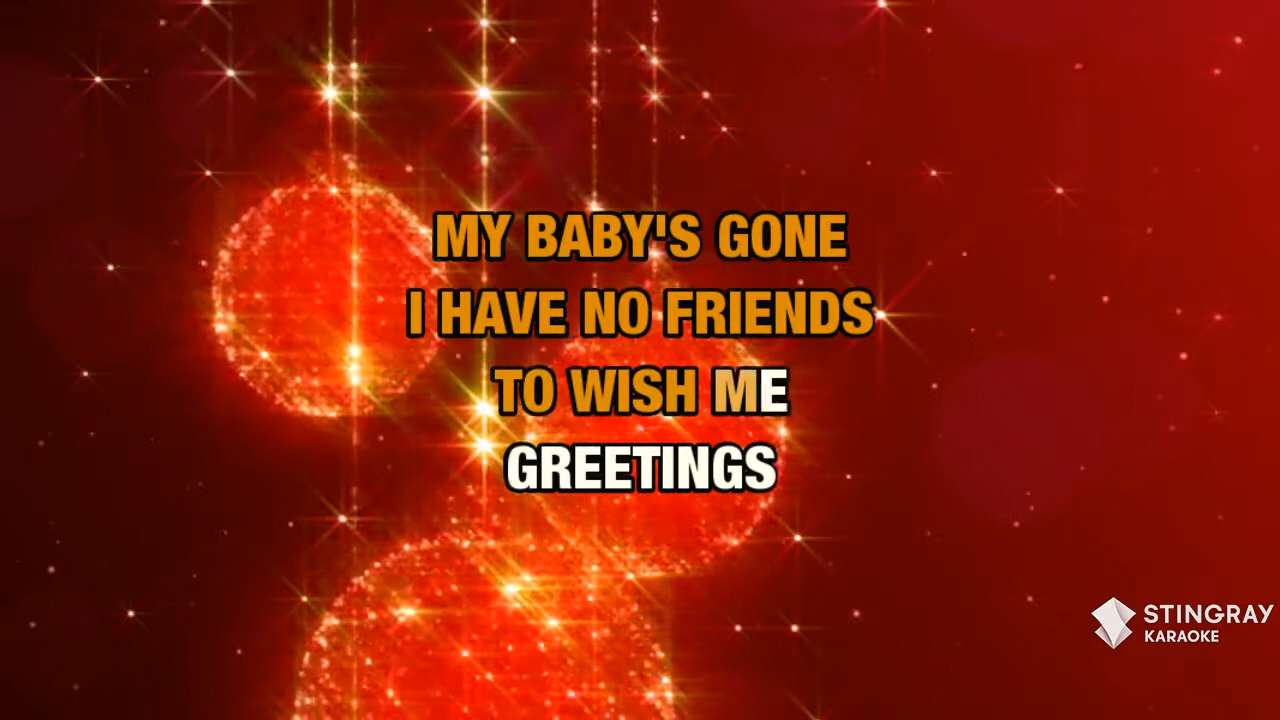 MY BABY'S GONE
I HAVE NO FRIENDS
TO WISH ME
GREETINGS
STINGRAY
KARAOKE